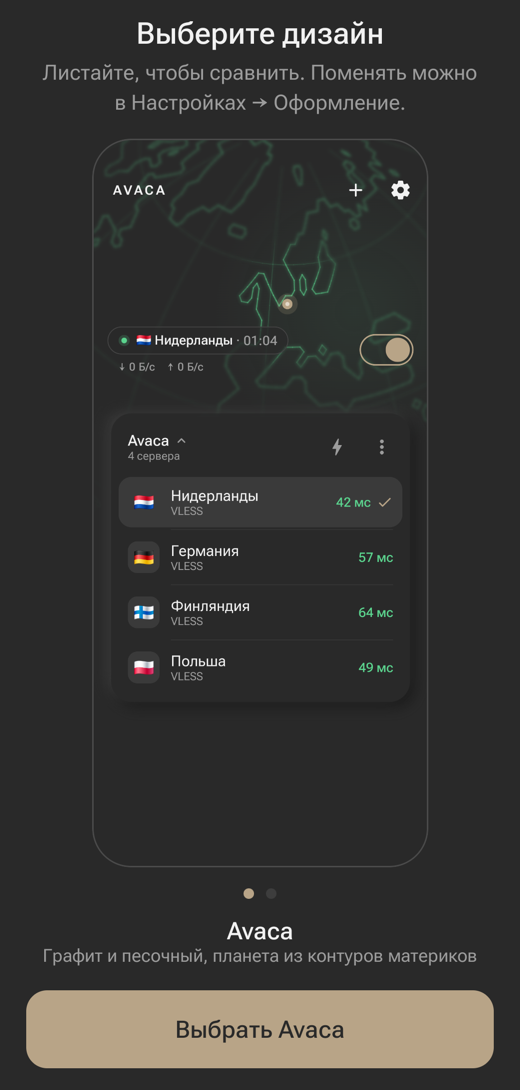 Выберите дизайн
Листайте, чтобы сравнить. Поменять можно
в Настройках → Оформление.
AVACA
Нидерланды · 01:04
↓ 0 Б/с ↑ 0 Б/с
Avaca
4 сервера
Нидерланды
VLESS
42 мс
Германия
VLESS
57 мс
Финляндия
VLESS
64 мс
Польша
VLESS
49 мс
Avaca
Графит и песочный, планета из контуров материков
Выбрать Avaca